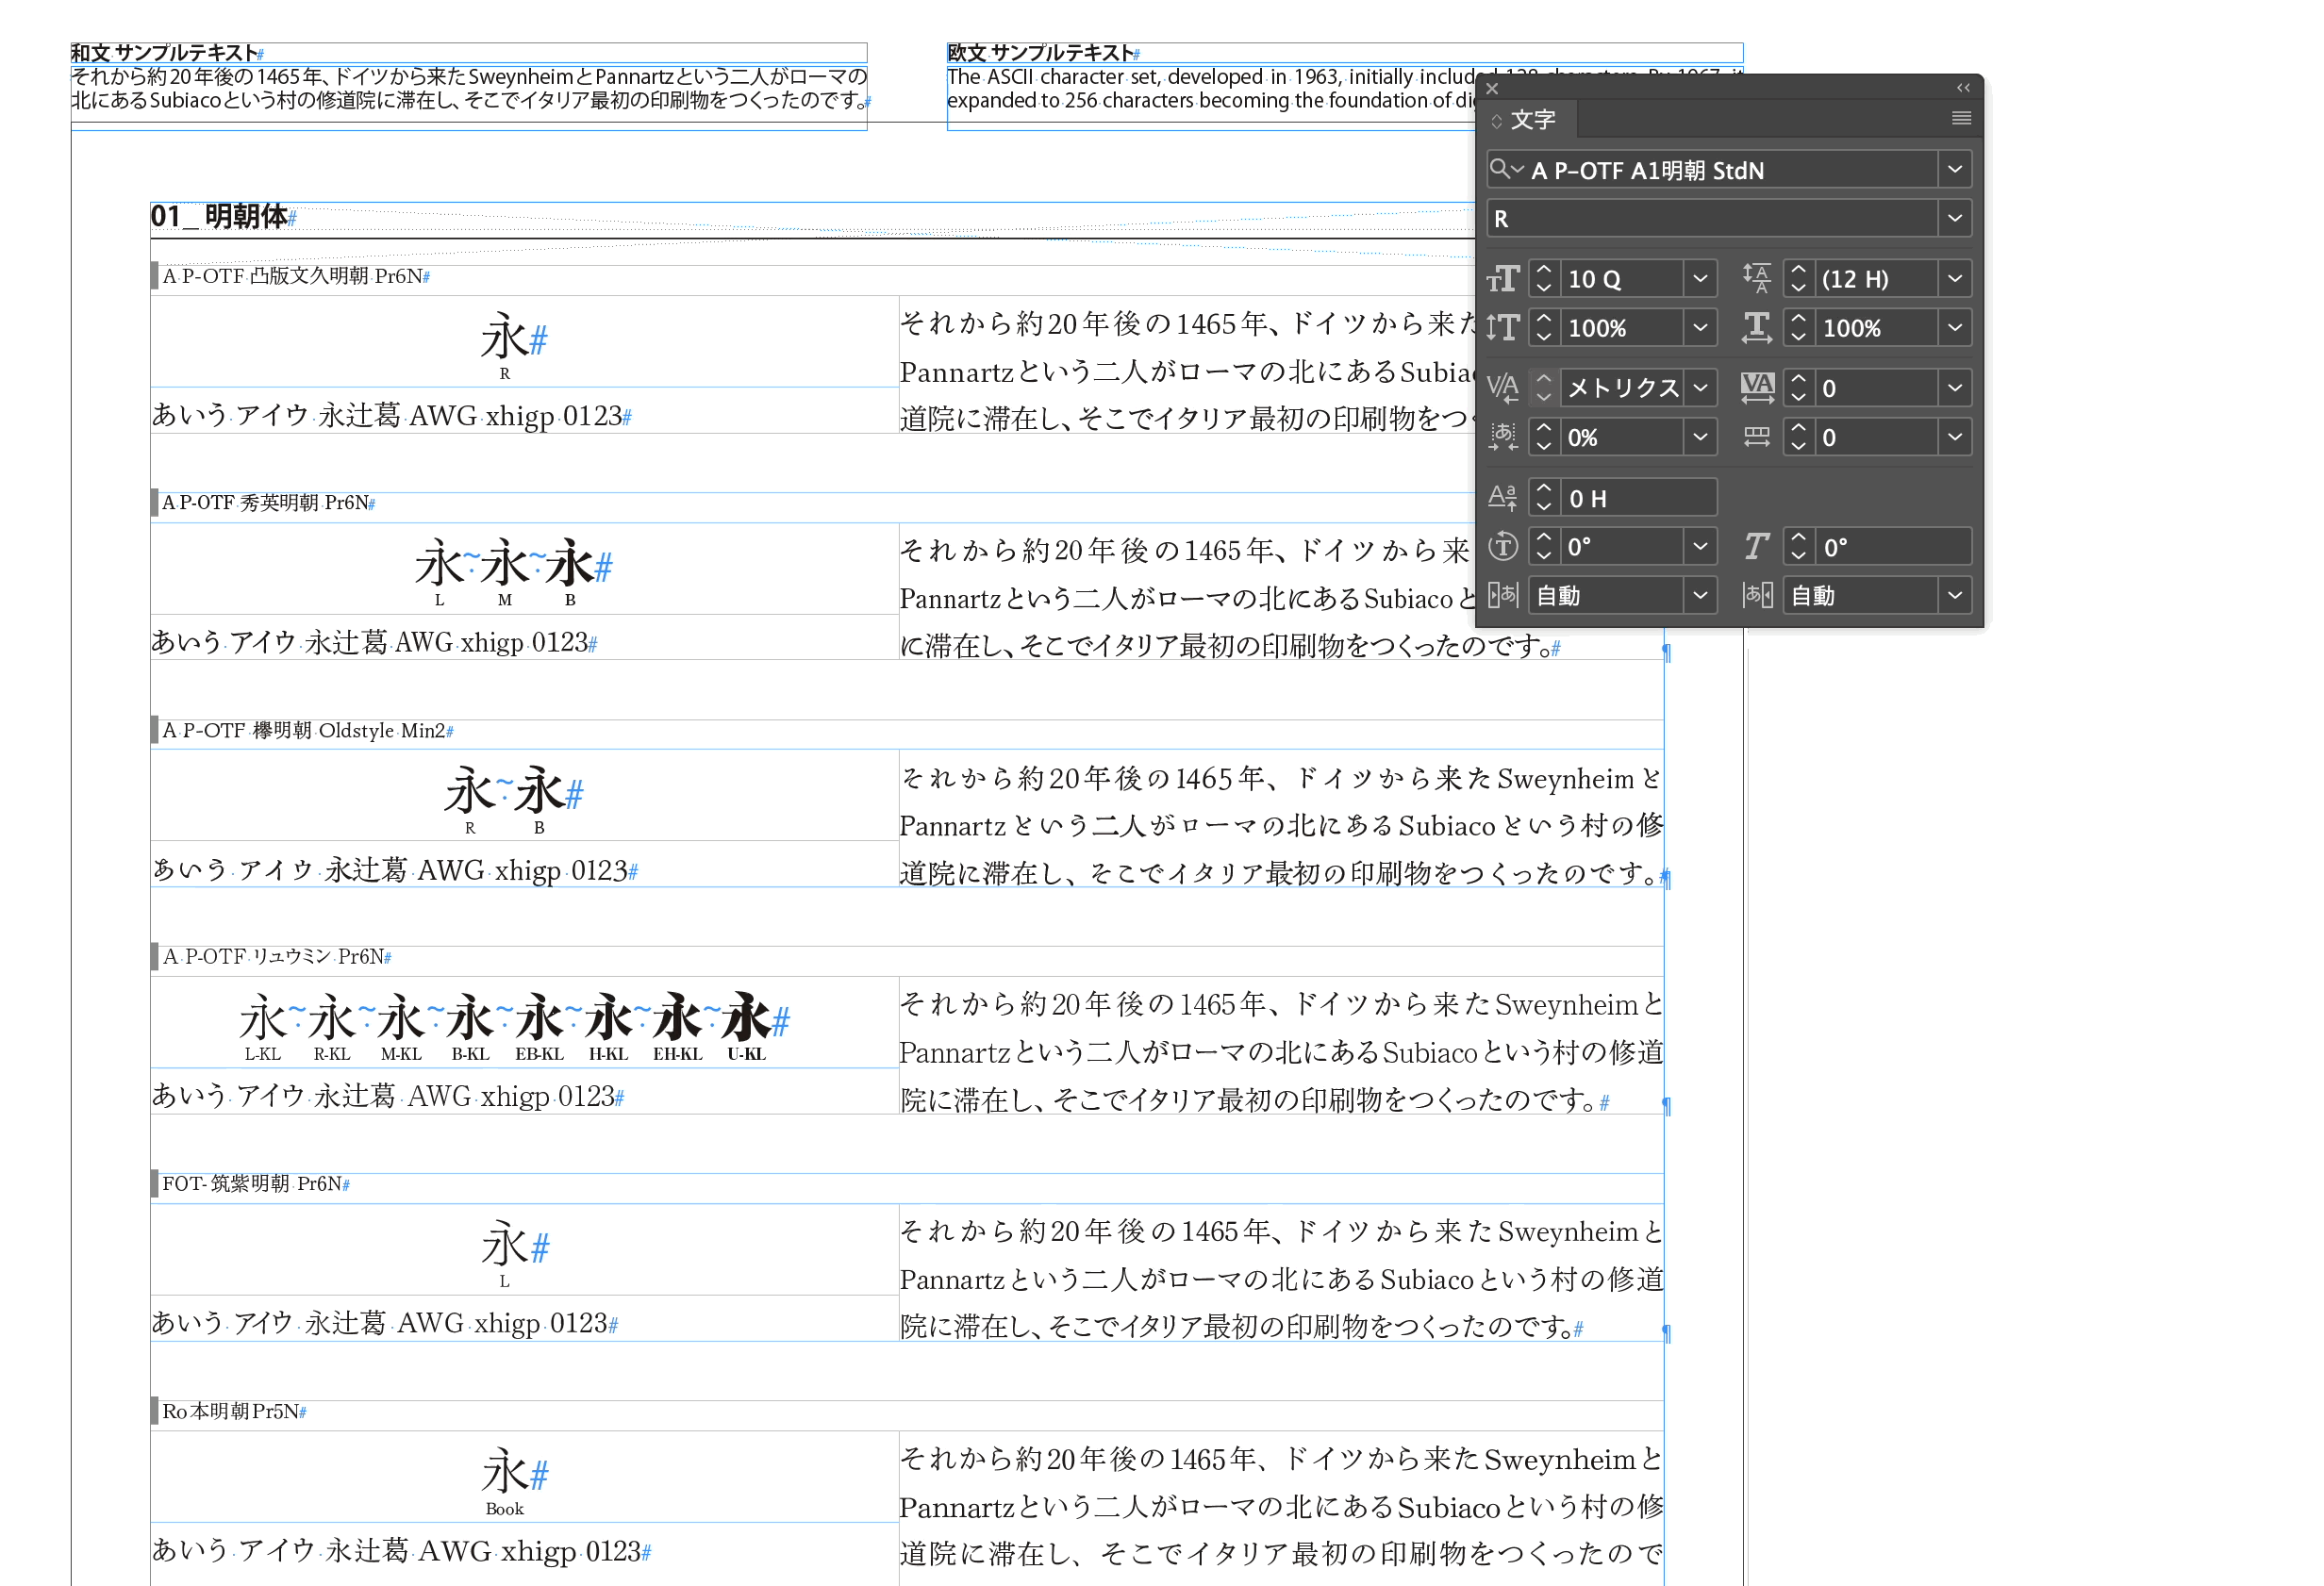 和文 サンプルテキスト#
それから約20年後の1465年、ドイツから来たSweynheimとPannartzという二人がローマの
北にあるSubiacoという村の修道院に滞在し、そこでイタリア最初の印刷物をつくったのです。#
欧文 サンプルテキスト#
The ASCII character set, developed in 1963, initially included 128 characters. By 1967, it
expanded to 256 characters becoming the foundation of di
01_ 明朝体#
A P-OTF 凸版文久明朝 Pr6N#
永#
R
あいう アイウ 永辻葛 AWG xhigp 0123#
それから約20年後の1465年、ドイツから来た
Pannartzという二人がローマの北にあるSubia
道院に滞在し、そこでイタリア最初の印刷物をつ
A P-OTF 秀英明朝 Pr6N#
永~永~永#
L M B
あいう アイウ 永辻葛 AWG xhigp 0123#
それから約20年後の1465年、ドイツから来
Pannartzという二人がローマの北にあるSubiacoと
に滞在し、そこでイタリア最初の印刷物をつくったのです。#
A P-OTF 欅明朝 Oldstyle Min2#
永~永#
R B
あいう アイウ 永辻葛 AWG xhigp 0123#
それから約20年後の1465年、ドイツから来たSweynheimと
Pannartzという二人がローマの北にあるSubiacoという村の修
道院に滞在し、そこでイタリア最初の印刷物をつくったのです。#
A P-OTF リュウミン Pr6N#
永~永~永~永~永~永~永~永#
L-KL R-KL M-KL B-KL EB-KL H-KL EH-KL U-KL
あいう アイウ 永辻葛 AWG xhigp 0123#
それから約20年後の1465年、ドイツから来たSweynheimと
Pannartzという二人がローマの北にあるSubiacoという村の修道
院に滞在し、そこでイタリア最初の印刷物をつくったのです。#
FOT-筑紫明朝 Pr6N#
永#
L
あいう アイウ 永辻葛 AWG xhigp 0123#
それから約20年後の1465年、ドイツから来たSweynheimと
Pannartzという二人がローマの北にあるSubiacoという村の修道
院に滞在し、そこでイタリア最初の印刷物をつくったのです。#
Ro本明朝Pr5N#
永#
Book
あいう アイウ 永辻葛 AWG xhigp 0123#
それから約20年後の1465年、ドイツから来たSweynheimと
Pannartzという二人がローマの北にあるSubiacoという村の修
道院に滞在し、そこでイタリア最初の印刷物をつくったので
文字
A P-OTF A1明朝 StdN
R
10 Q (12 H)
100% 100%
メトリクス 0
0% 0
0 H
0° 0°
自動 自動